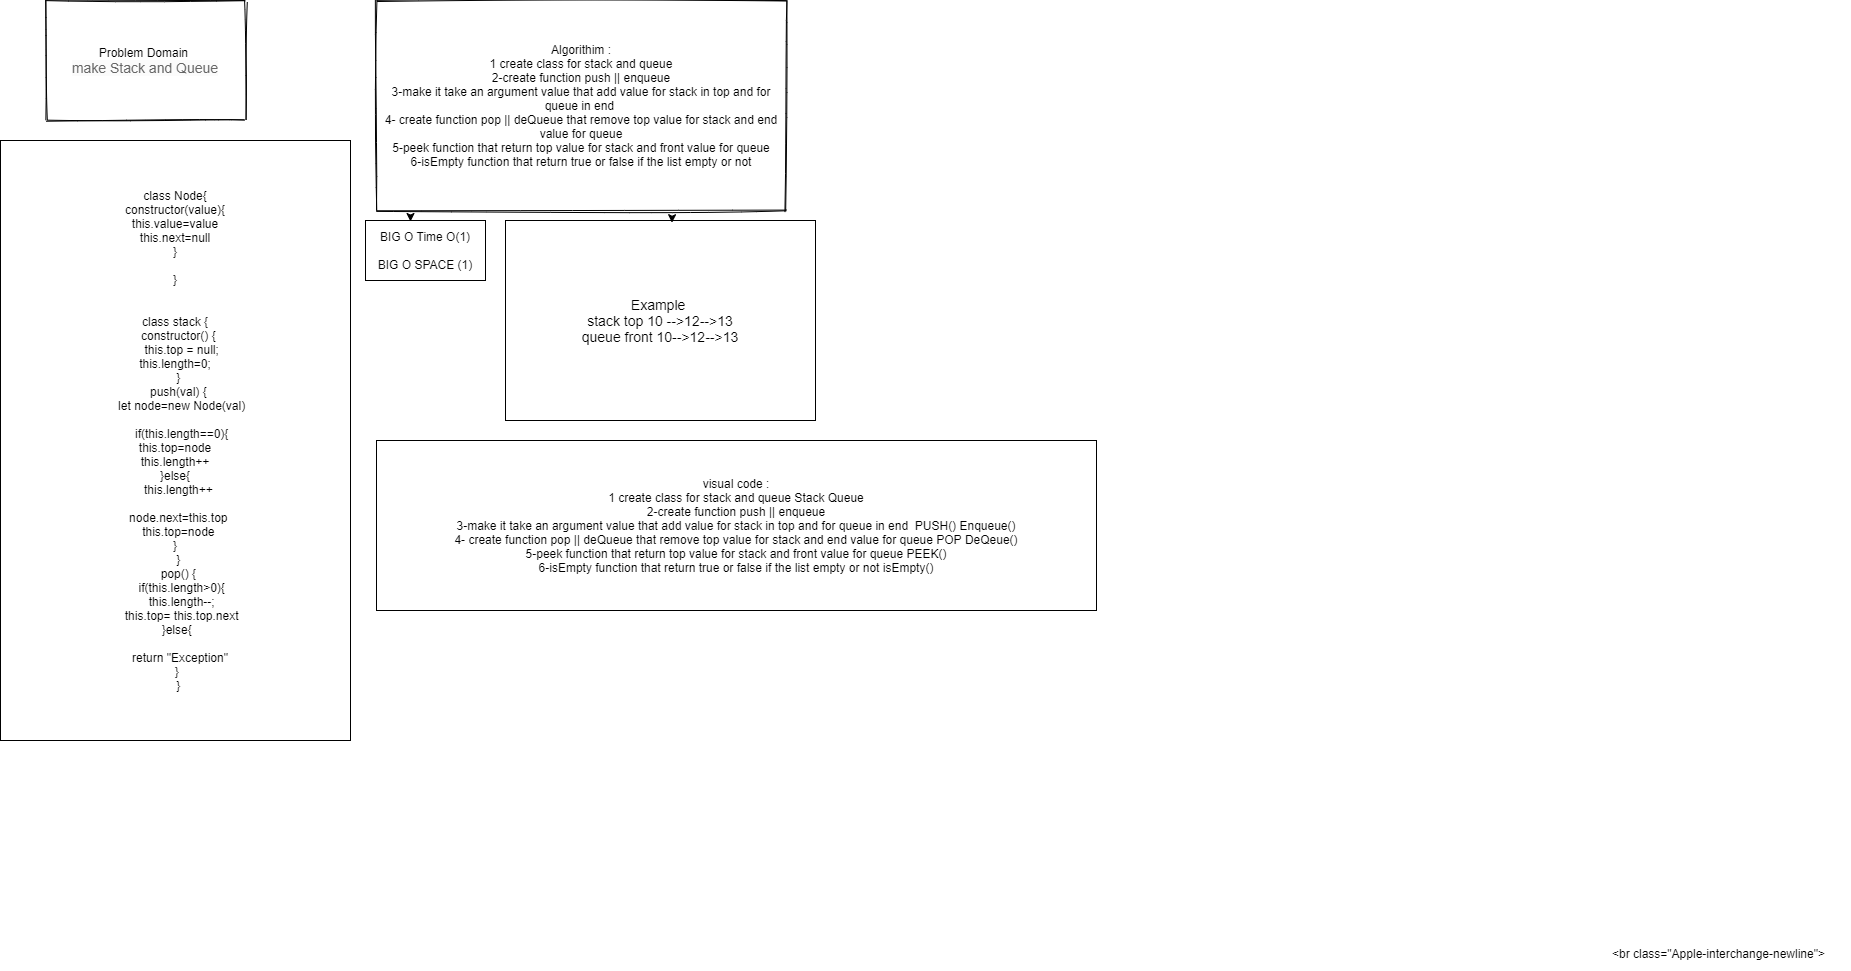 Problem Domain
make Stack and Queue
Algorithim :
1 create class for stack and queue
2-create function push || enqueue
3-make it take an argument value that add value for stack in top and for
queue in end
4- create function pop || deQueue that remove top value for stack and end
value for queue
5-peek function that return top value for stack and front value for queue
6-isEmpty function that return true or false if the list empty or not
class Node{
constructor(value){
this.value=value
this.next=null
}
}
class stack {
constructor() {
this.top = null;
this.length=0;
}
push(val) {
let node=new Node(val)
if(this.length==0){
this.top=node
this.length++
}else{
this.length++
node.next=this.top
this.top=node
}
}
pop() {
if(this.length>0){
this.length--;
this.top= this.top.next
}else{
return "Exception"
}
}
BIG O Time O(1)
BIG O SPACE (1)
Example
stack top 10 -->12-->13
queue front 10-->12-->13
visual code :
1 create class for stack and queue Stack Queue
2-create function push || enqueue
3-make it take an argument value that add value for stack in top and for queue in end  PUSH() Enqueue()
4- create function pop || deQueue that remove top value for stack and end value for queue POP DeQeue()
5-peek function that return top value for stack and front value for queue PEEK()
6-isEmpty function that return true or false if the list empty or not isEmpty()
<br class="Apple-interchange-newline">